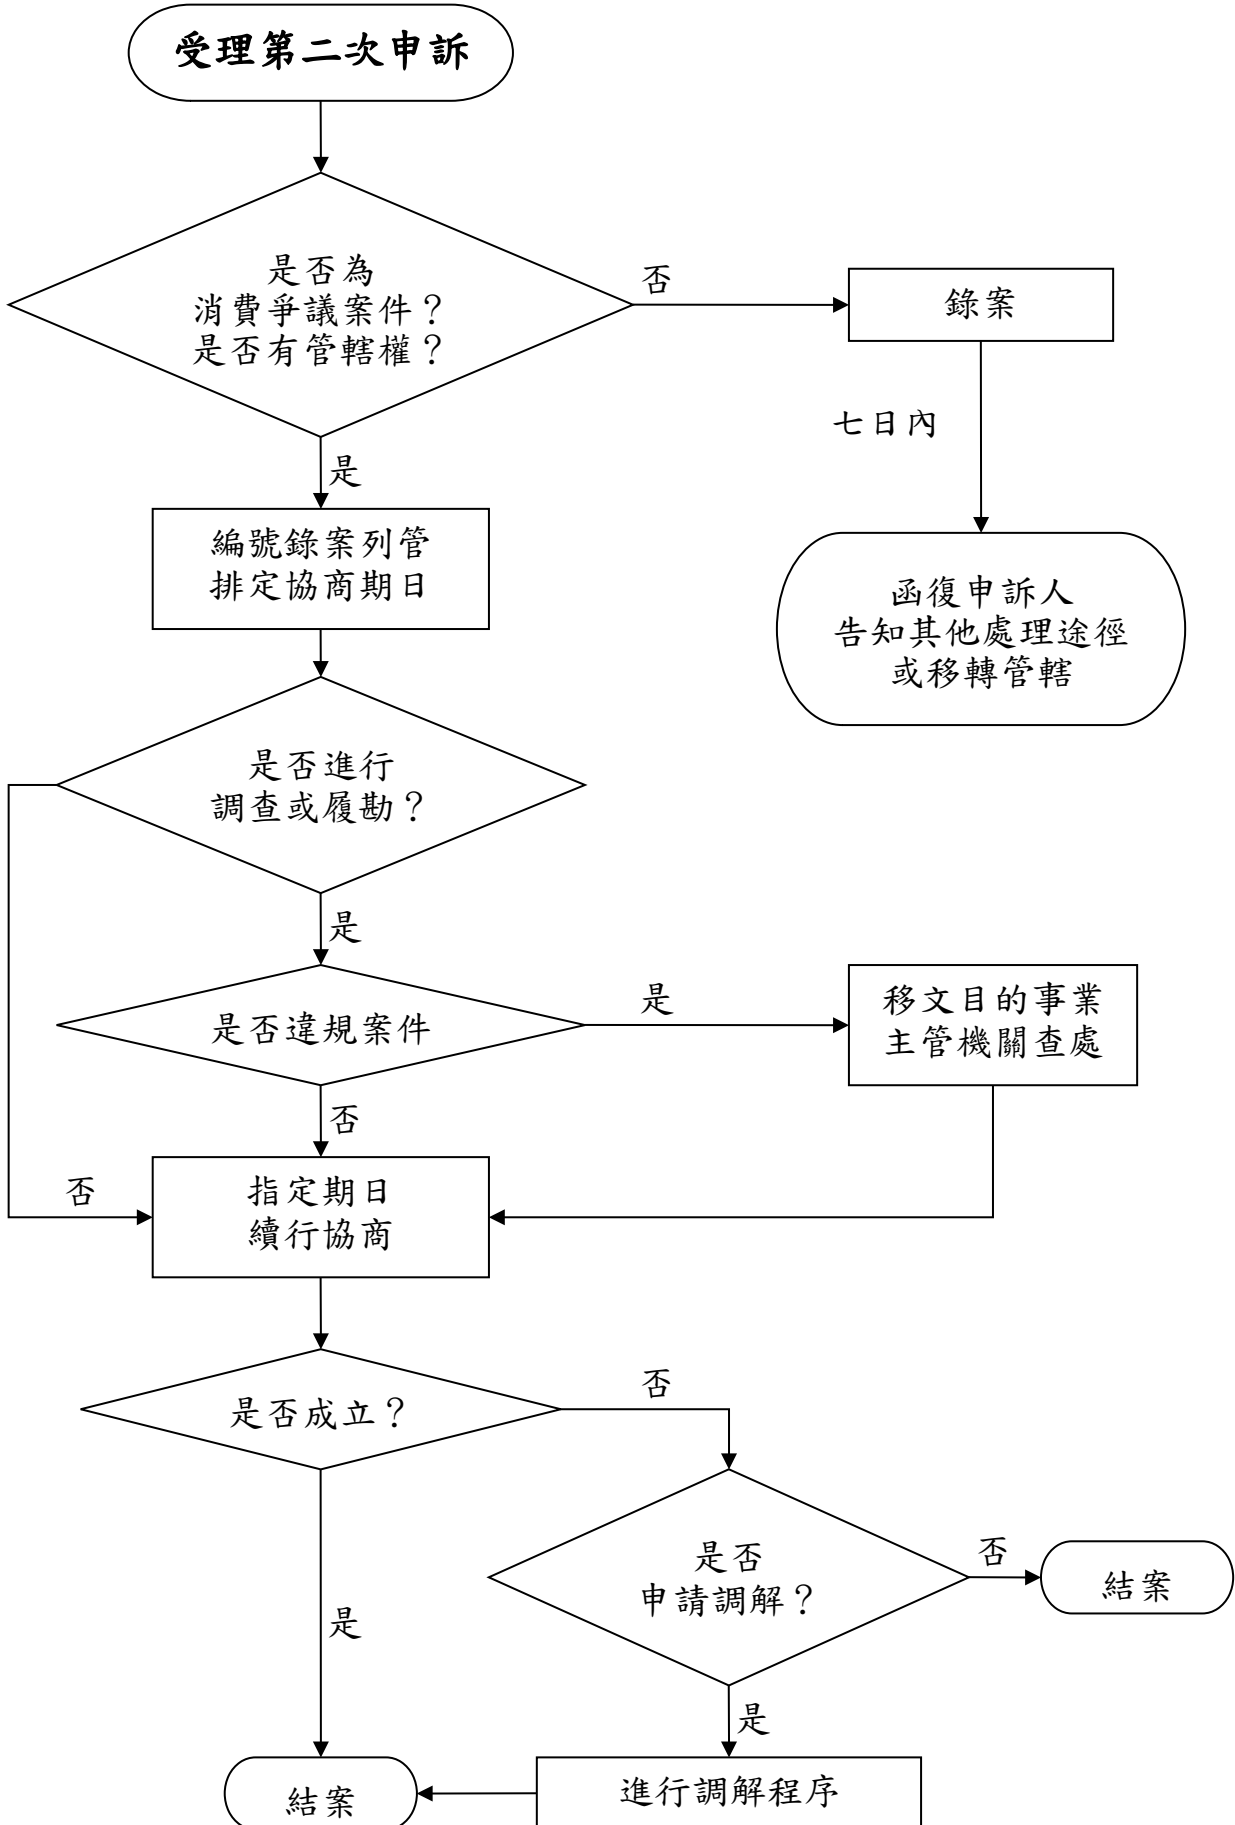 受理第二次申訴
是否為
消費爭議案件？
是否有管轄權？
否
錄案
七日內
函復申訴人
告知其他處理途徑
或移轉管轄
是
編號錄案列管
排定協商期日
是否進行
調查或履勘？
是
是否違規案件
是
移文目的事業
主管機關查處
否
否
指定期日
續行協商
是否成立？
否
是否
申請調解？
否
結案
是
是
進行調解程序
結案